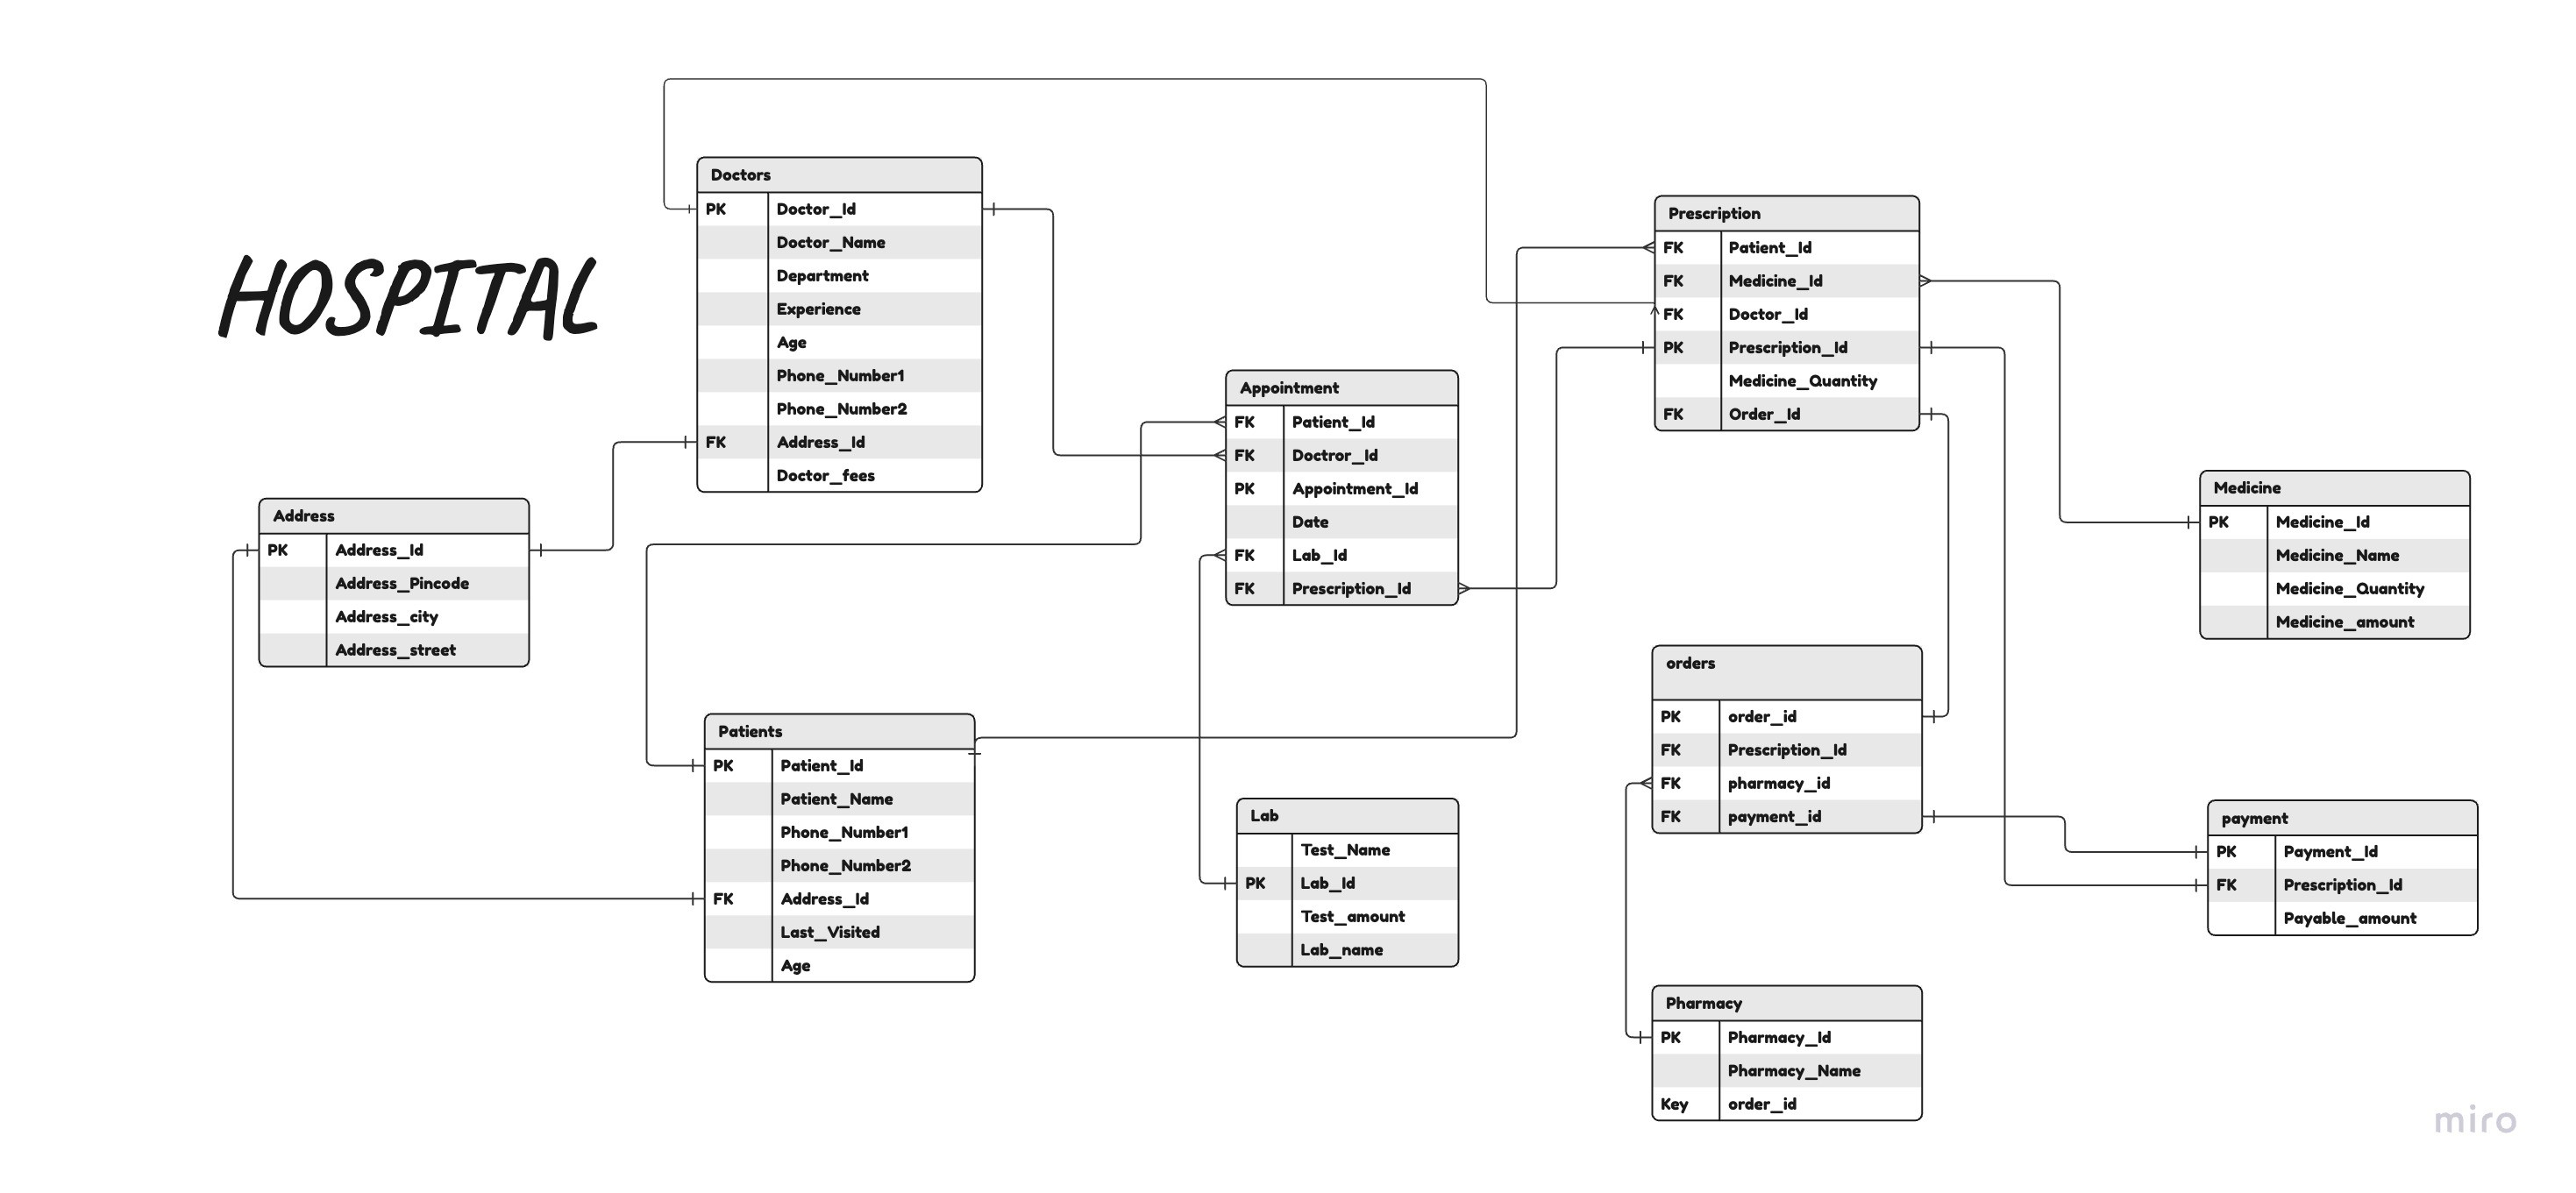 HOSPITAL
Doctors
PK Doctor_Id
Doctor_Name
Department
Experience
Age
Phone_Number1
Phone_Number2
FK Address_Id
Doctor_fees
Address
PK Address_Id
Address_Pincode
Address_city
Address_street
Patients
PK Patient_Id
Patient_Name
Phone_Number1
Phone_Number2
FK Address_Id
Last_Visited
Age
Appointment
FK Patient_Id
FK Doctror_Id
PK Appointment_Id
Date
FK Lab_Id
FK Prescription_Id
Lab
Test_Name
PK Lab_Id
Test_amount
Lab_name
Prescription
FK Patient_Id
FK Medicine_Id
FK Doctor_Id
PK Prescription_Id
Medicine_Quantity
FK Order_Id
orders
PK order_id
FK Prescription_Id
FK pharmacy_id
FK payment_id
Pharmacy
PK Pharmacy_Id
Pharmacy_Name
Key order_id
Medicine
PK Medicine_Id
Medicine_Name
Medicine_Quantity
Medicine_amount
payment
PK Payment_Id
FK Prescription_Id
Payable_amount
miro